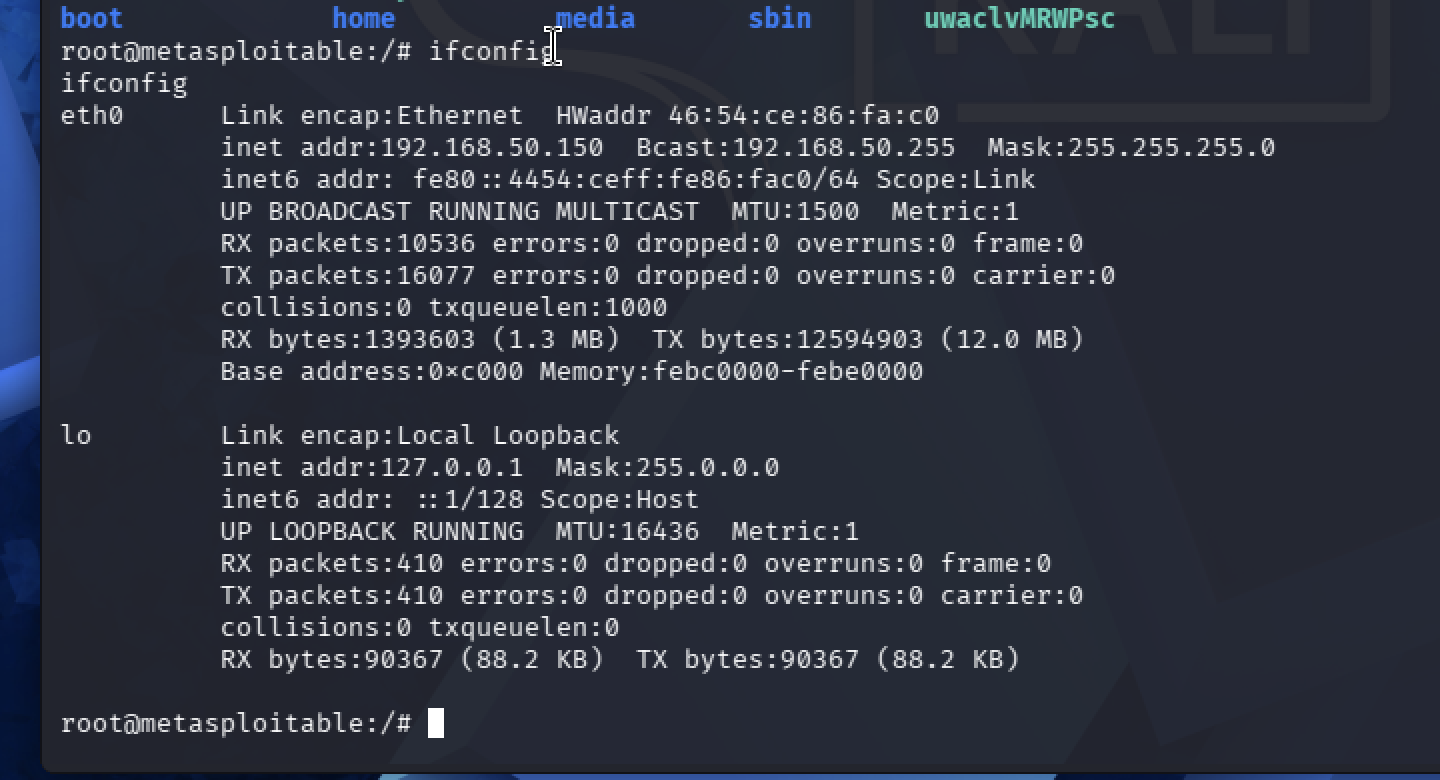 boot             home          media       sbin       uwaclvMRWPsc
root@metasploitable:/# ifconfig
ifconfig
eth0      Link encap:Ethernet  HWaddr 46:54:ce:86:fa:c0
          inet addr:192.168.50.150  Bcast:192.168.50.255  Mask:255.255.255.0
          inet6 addr: fe80::4454:ceff:fe86:fac0/64 Scope:Link
          UP BROADCAST RUNNING MULTICAST  MTU:1500  Metric:1
          RX packets:10536 errors:0 dropped:0 overruns:0 frame:0
          TX packets:16077 errors:0 dropped:0 overruns:0 carrier:0
          collisions:0 txqueuelen:1000
          RX bytes:1393603 (1.3 MB)  TX bytes:12594903 (12.0 MB)
          Base address:0×c000 Memory:febc0000-febe0000

lo        Link encap:Local Loopback
          inet addr:127.0.0.1  Mask:255.0.0.0
          inet6 addr: ::1/128 Scope:Host
          UP LOOPBACK RUNNING  MTU:16436  Metric:1
          RX packets:410 errors:0 dropped:0 overruns:0 frame:0
          TX packets:410 errors:0 dropped:0 overruns:0 carrier:0
          collisions:0 txqueuelen:0
          RX bytes:90367 (88.2 KB)  TX bytes:90367 (88.2 KB)

root@metasploitable:/#
KALI